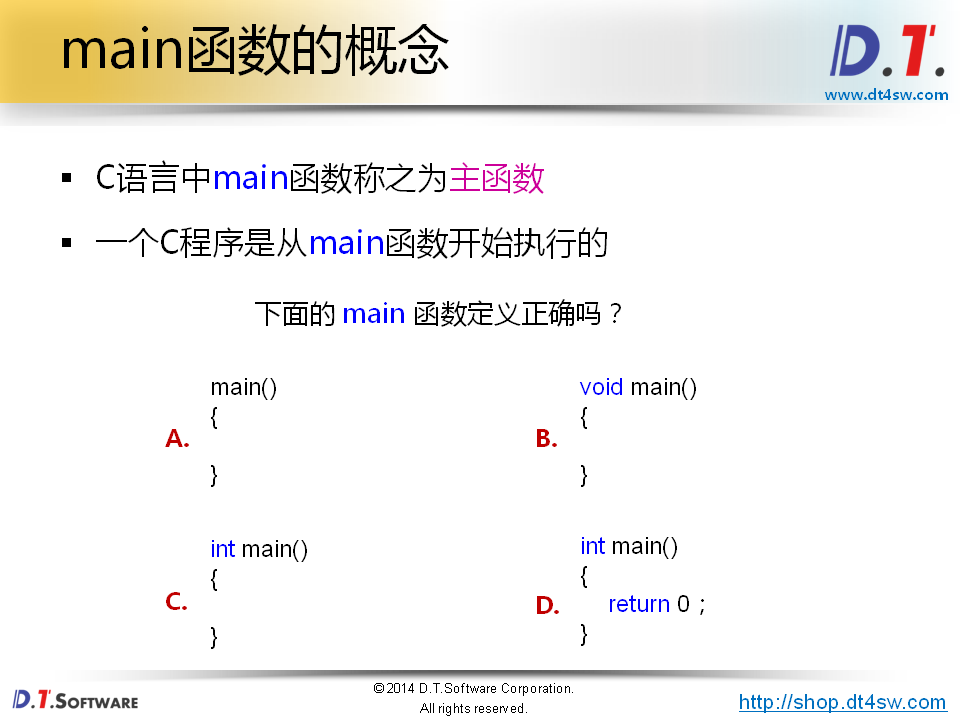 main函数的概念
D.T.
www.dt4sw.com
▪ C语言中main函数称之为主函数
▪ 一个C程序是从main函数开始执行的
下面的 main 函数定义正确吗？
A.
main()
{
}
B.
void main()
{
}
C.
int main()
{
}
D.
int main()
{
return 0 ;
}
D.T.SOFTWARE
©2014 D.T.Software Corporation.
All rights reserved.
http://shop.dt4sw.com